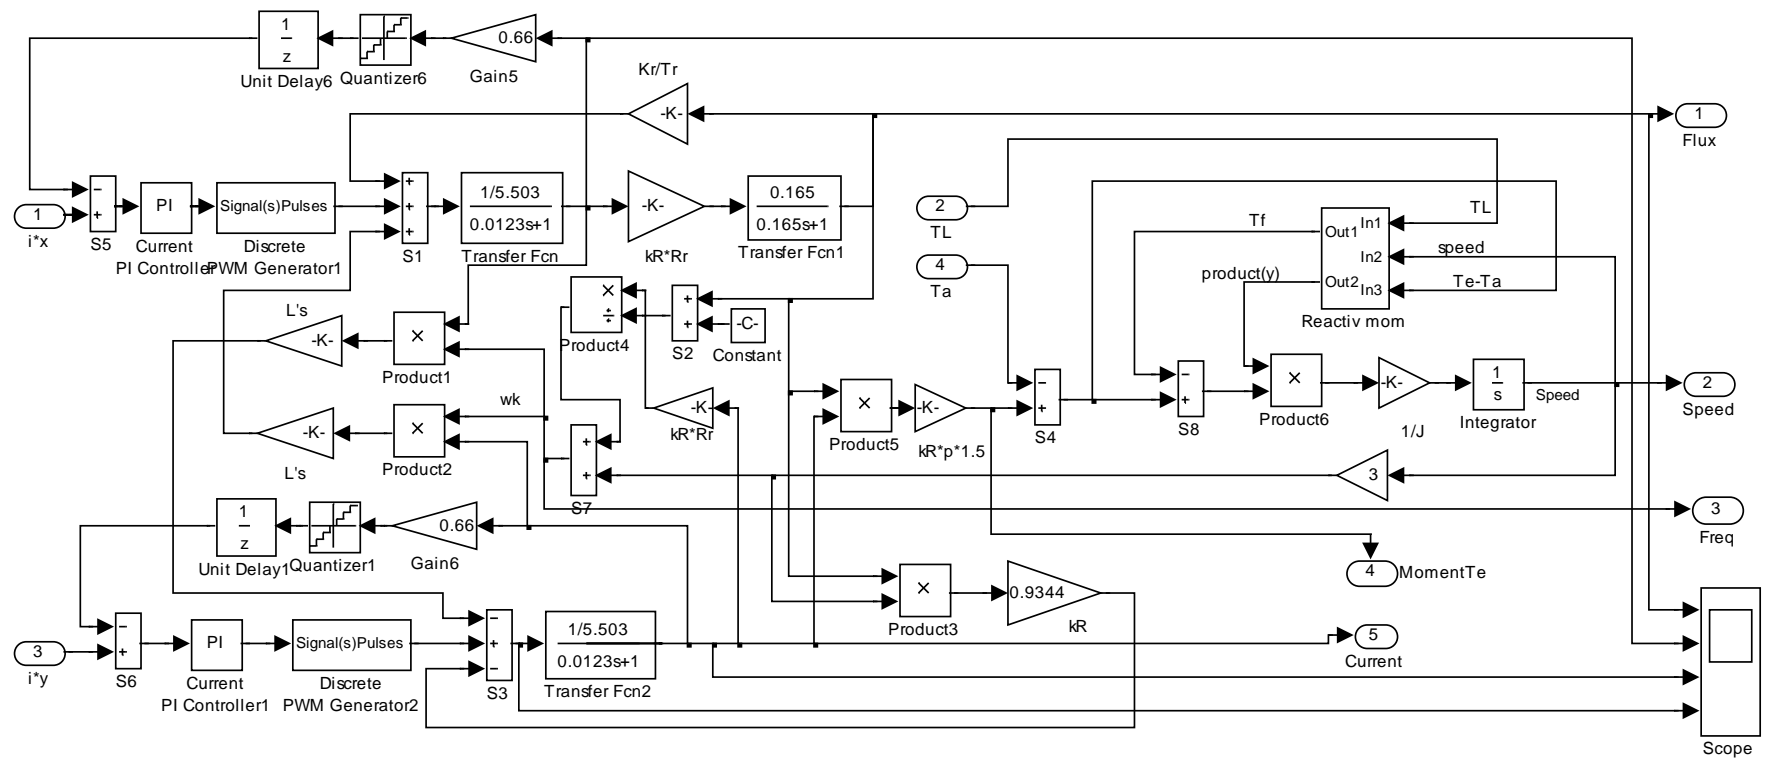 1
z
Unit Delay6
Quantizer6
0.66
Gain5
Kr/Tr
-K-
1
Flux
1
i*x
−
+
S5
PI
Current
PI Controller
Signal(s)Pulses
Discrete
PWM Generator1
+
+
+
S1
1/5.503
0.0123s+1
Transfer Fcn
-K-
kR*Rr
0.165
0.165s+1
Transfer Fcn1
2
TL
4
Ta
Tf
product(y)
Out1
Out2
In1
In2
In3
Reactiv mom
TL
speed
Te-Ta
L's
-K-
×
Product1
×
÷
Product4
+
+
S2
-C-
Constant
-K-
L's
×
Product2
wk
-K-
kR*Rr
+
+
S7
×
Product5
-K-
kR*p*1.5
−
+
S4
−
+
S8
×
Product6
-K-
1/J
1
s
Integrator
Speed
2
Speed
3
3
Freq
1
z
Unit Delay1
Quantizer1
0.66
Gain6
4
MomentTe
×
Product3
0.9344
kR
3
i*y
−
+
S6
PI
Current
PI Controller1
Signal(s)Pulses
Discrete
PWM Generator2
−
+
−
S3
1/5.503
0.0123s+1
Transfer Fcn2
5
Current
Scope